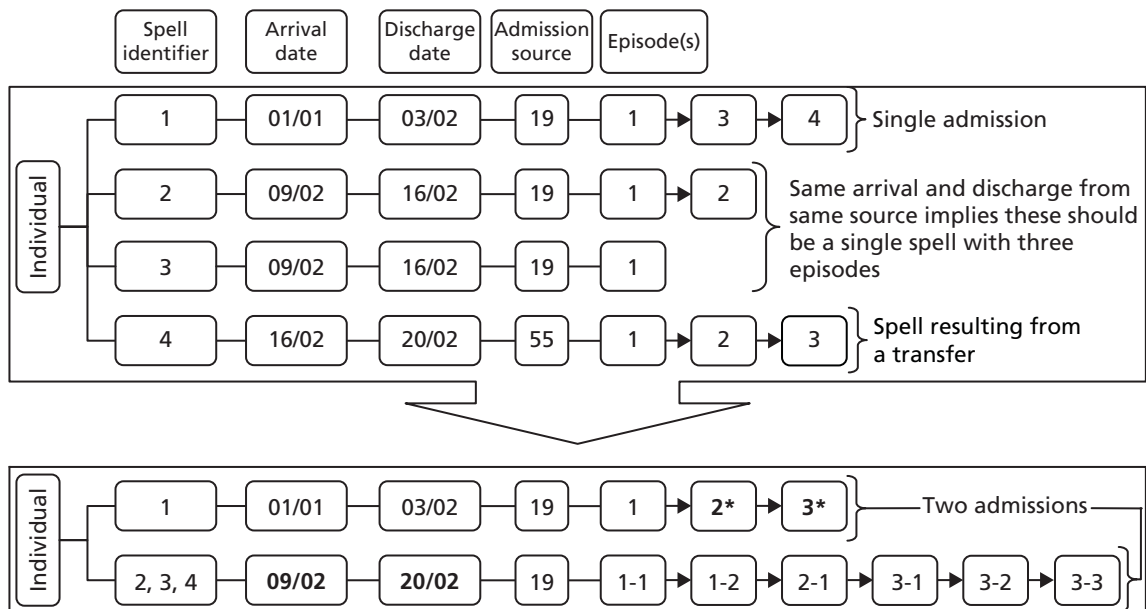 Spell identifier
Arrival date
Discharge date
Admission source
Episode(s)
Individual
1 01/01 03/02 19 1 3 4 Single admission
2 09/02 16/02 19 1 2
Same arrival and discharge from
same source implies these should
be a single spell with three
episodes
3 09/02 16/02 19 1
4 16/02 20/02 55 1 2 3
Spell resulting from
a transfer
Individual
1 01/01 03/02 19 1 2* 3* Two admissions
2, 3, 4 09/02 20/02 19 1-1 1-2 2-1 3-1 3-2 3-3